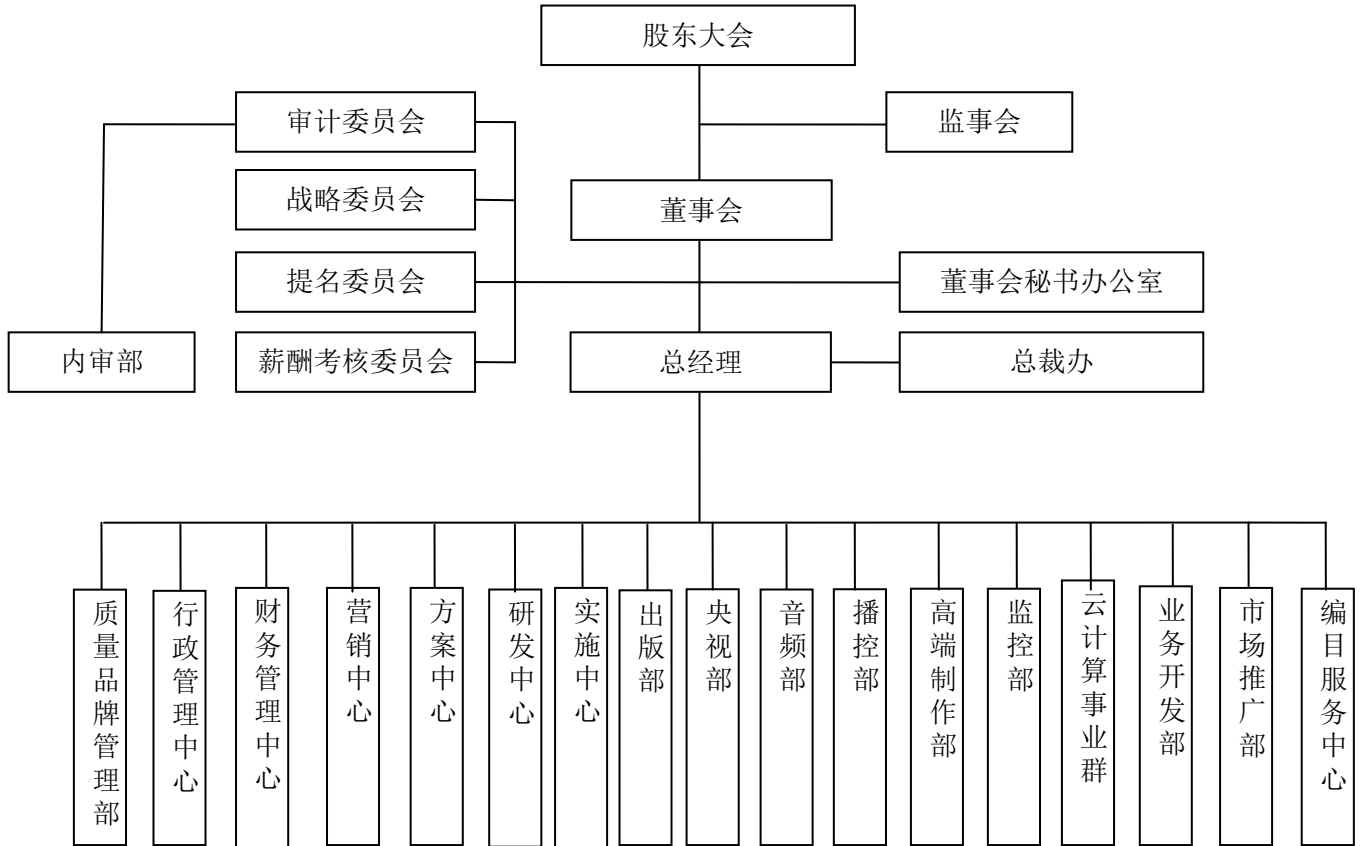 股东大会
审计委员会
监事会
战略委员会
董事会
提名委员会
董事会秘书办公室
内审部
薪酬考核委员会
总经理
总裁办
质量品牌管理部
行政管理中心
财务管理中心
营销中心
方案中心
研发中心
实施中心
出版部
央视部
音频部
播控部
高端制作部
监控部
云计算事业群
业务开发部
市场推广部
编目服务中心